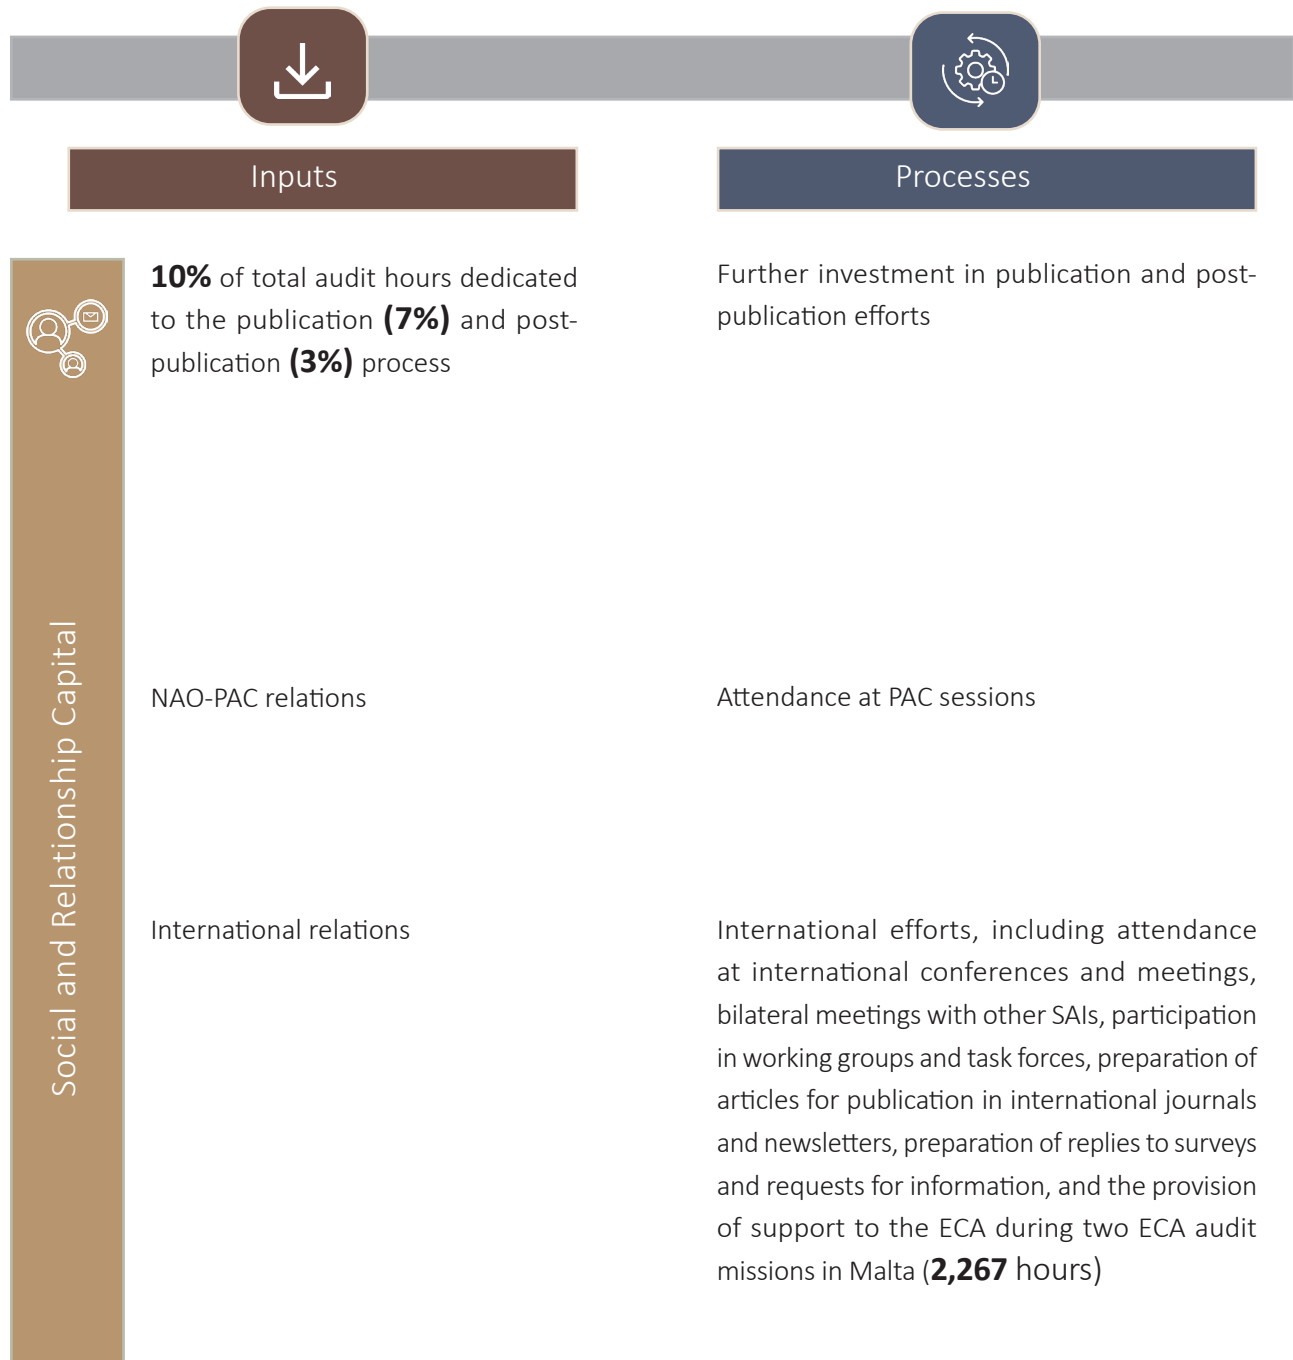 Inputs
Processes
Social and Relationship Capital
10% of total audit hours dedicated
to the publication (7%) and post-
publication (3%) process
Further investment in publication and post-
publication efforts
NAO-PAC relations
Attendance at PAC sessions
International relations
International efforts, including attendance
at international conferences and meetings,
bilateral meetings with other SAIs, participation
in working groups and task forces, preparation of
articles for publication in international journals
and newsletters, preparation of replies to surveys
and requests for information, and the provision
of support to the ECA during two ECA audit
missions in Malta (2,267 hours)